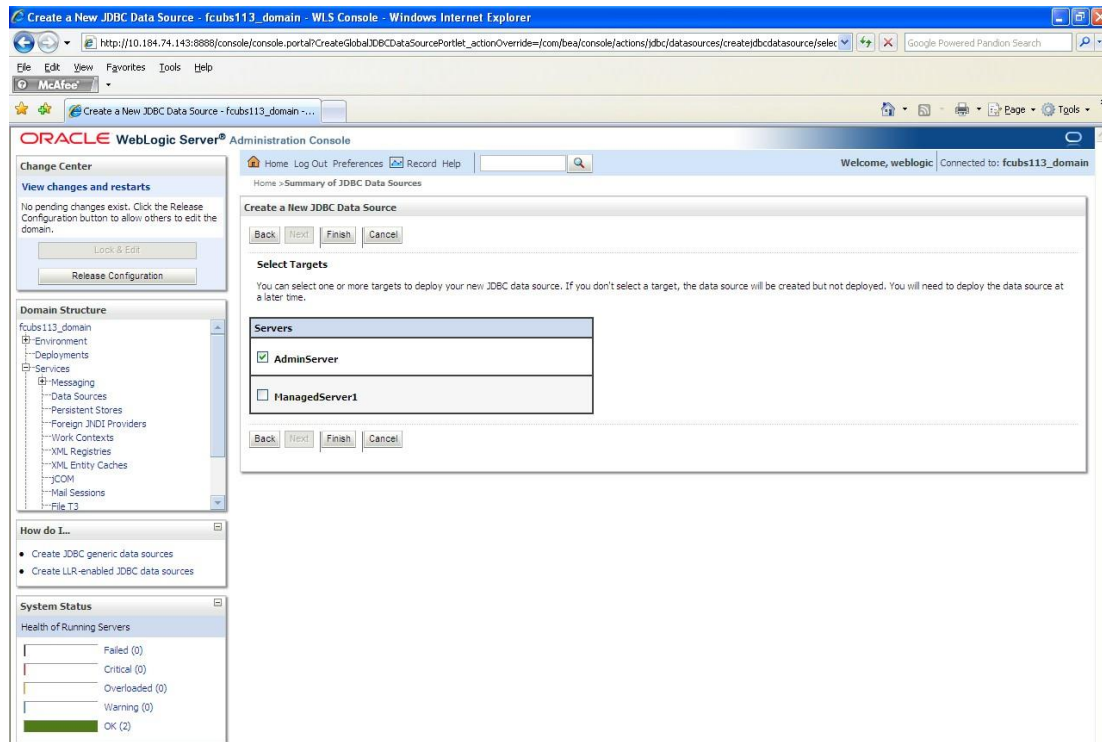 Create a New JDBC Data Source - fcubs113_domain - WLS Console - Windows Internet Explorer
http://10.184.74.143:8888/console/console.portal?CreateGlobalJDBCDataSourcePortlet_actionOverride=/com/bea/console/actions/jdbc/datasources/createjdbcdatasource/selec
Google Powered Pandion Search
File Edit View Favorites Tools Help
McAfee
Create a New JDBC Data Source - fcubs113_domain -...
Page Tools
ORACLE WebLogic Server® Administration Console
Change Center
View changes and restarts
No pending changes exist. Click the Release
Configuration button to allow others to edit the
domain.
Lock & Edit
Release Configuration
Domain Structure
fcubs113_domain
Environment
Deployments
Services
Messaging
Data Sources
Persistent Stores
Foreign JNDI Providers
Work Contexts
XML Registries
XML Entity Caches
jCOM
Mail Sessions
File T3
How do I...
Create JDBC generic data sources
Create LLR-enabled JDBC data sources
System Status
Health of Running Servers
Failed (0)
Critical (0)
Overloaded (0)
Warning (0)
OK (2)
Home Log Out Preferences Record Help
Welcome, weblogic Connected to: fcubs113_domain
Home >Summary of JDBC Data Sources
Create a New JDBC Data Source
Back Next Finish Cancel
Select Targets
You can select one or more targets to deploy your new JDBC data source. If you don't select a target, the data source will be created but not deployed. You will need to deploy the data source at
a later time.
Servers
AdminServer
ManagedServer1
Back Next Finish Cancel